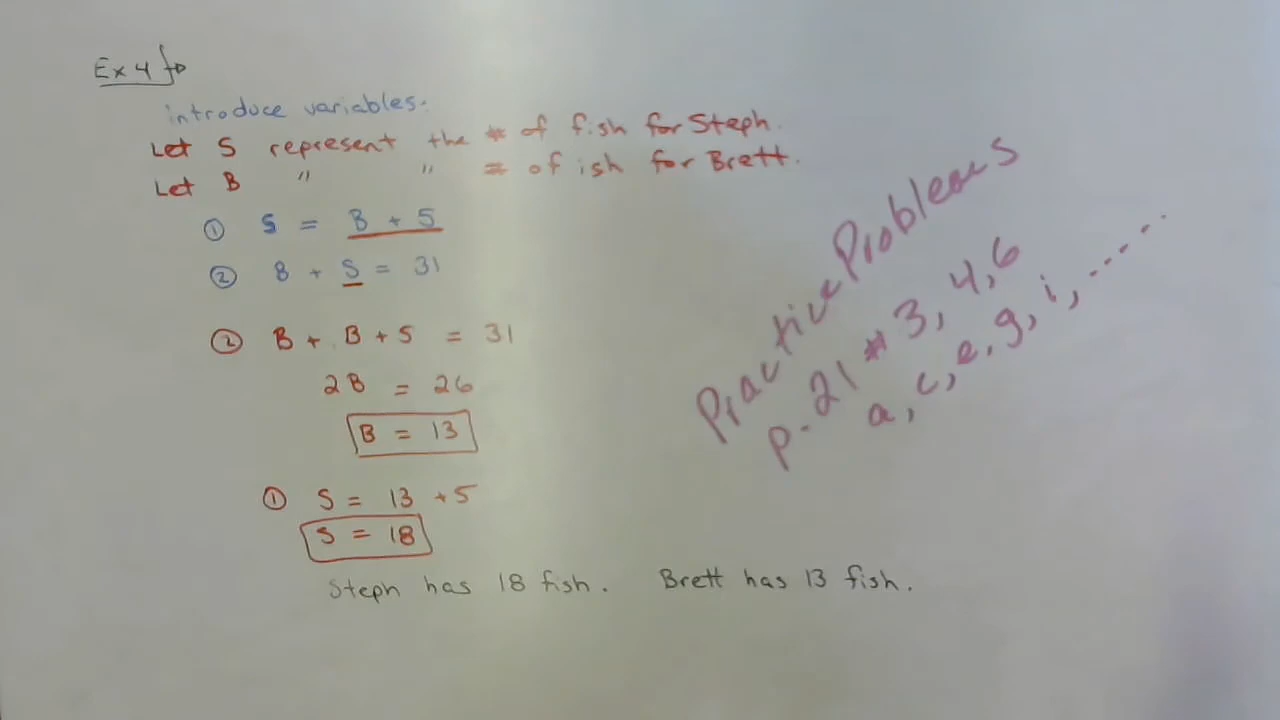 Ex 4
introduce variables.
Let S represent the # of fish for Steph.
Let B " " # of ish for Brett.
① S = B + 5
② B + S = 31
② B + B + 5 = 31
2B = 26
B = 13
① S = 13 + 5
S = 18
Steph has 18 fish. Brett has 13 fish.
Practice Problems
p. 21 # 3, 4, 6
a, c, e, g, i, .....